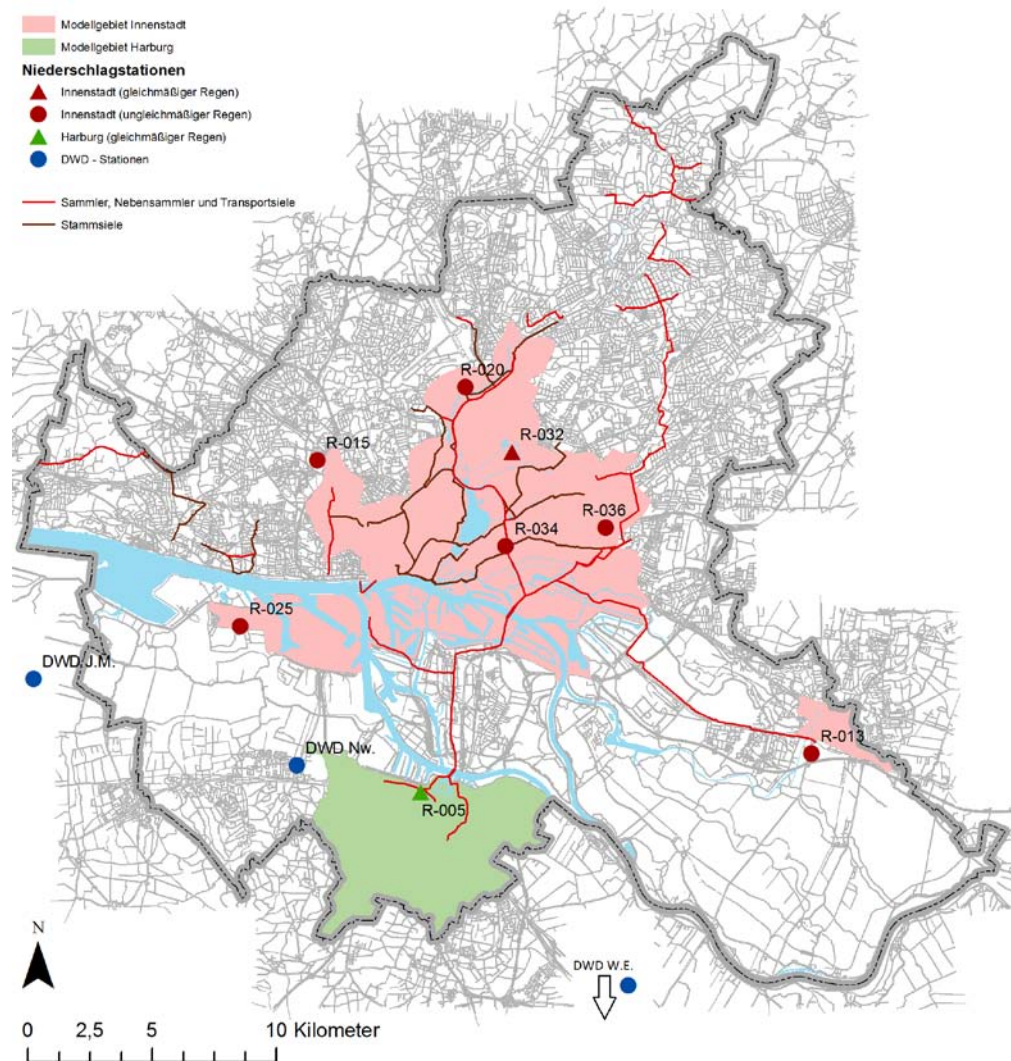 Modellgebiet Innenstadt
Modellgebiet Harburg
Niederschlagstationen
Innenstadt (gleichmäßiger Regen)
Innenstadt (ungleichmäßiger Regen)
Harburg (gleichmäßiger Regen)
DWD - Stationen
Sammler, Nebensammler und Transportsiele
Stammsiele
R-020
R-015
R-032
R-036
R-034
R-025
DWD J.M.
R-013
DWD Nw.
R-005
DWD W.E.
N
0 2,5 5 10 Kilometer